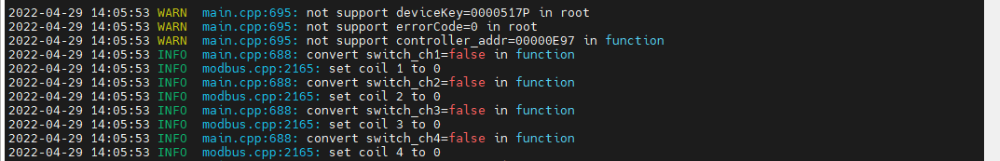 2022-04-29 14:05:53 WARN  main.cpp:695: not support deviceKey=0000517P in root
2022-04-29 14:05:53 WARN  main.cpp:695: not support errorCode=0 in root
2022-04-29 14:05:53 WARN  main.cpp:695: not support controller_addr=00000E97 in function
2022-04-29 14:05:53 INFO  main.cpp:688: convert switch_ch1=false in function
2022-04-29 14:05:53 INFO  modbus.cpp:2165: set coil 1 to 0
2022-04-29 14:05:53 INFO  main.cpp:688: convert switch_ch2=false in function
2022-04-29 14:05:53 INFO  modbus.cpp:2165: set coil 2 to 0
2022-04-29 14:05:53 INFO  main.cpp:688: convert switch_ch3=false in function
2022-04-29 14:05:53 INFO  modbus.cpp:2165: set coil 3 to 0
2022-04-29 14:05:53 INFO  main.cpp:688: convert switch_ch4=false in function
2022-04-29 14:05:53 INFO  modbus.cpp:2165: set coil 4 to 0